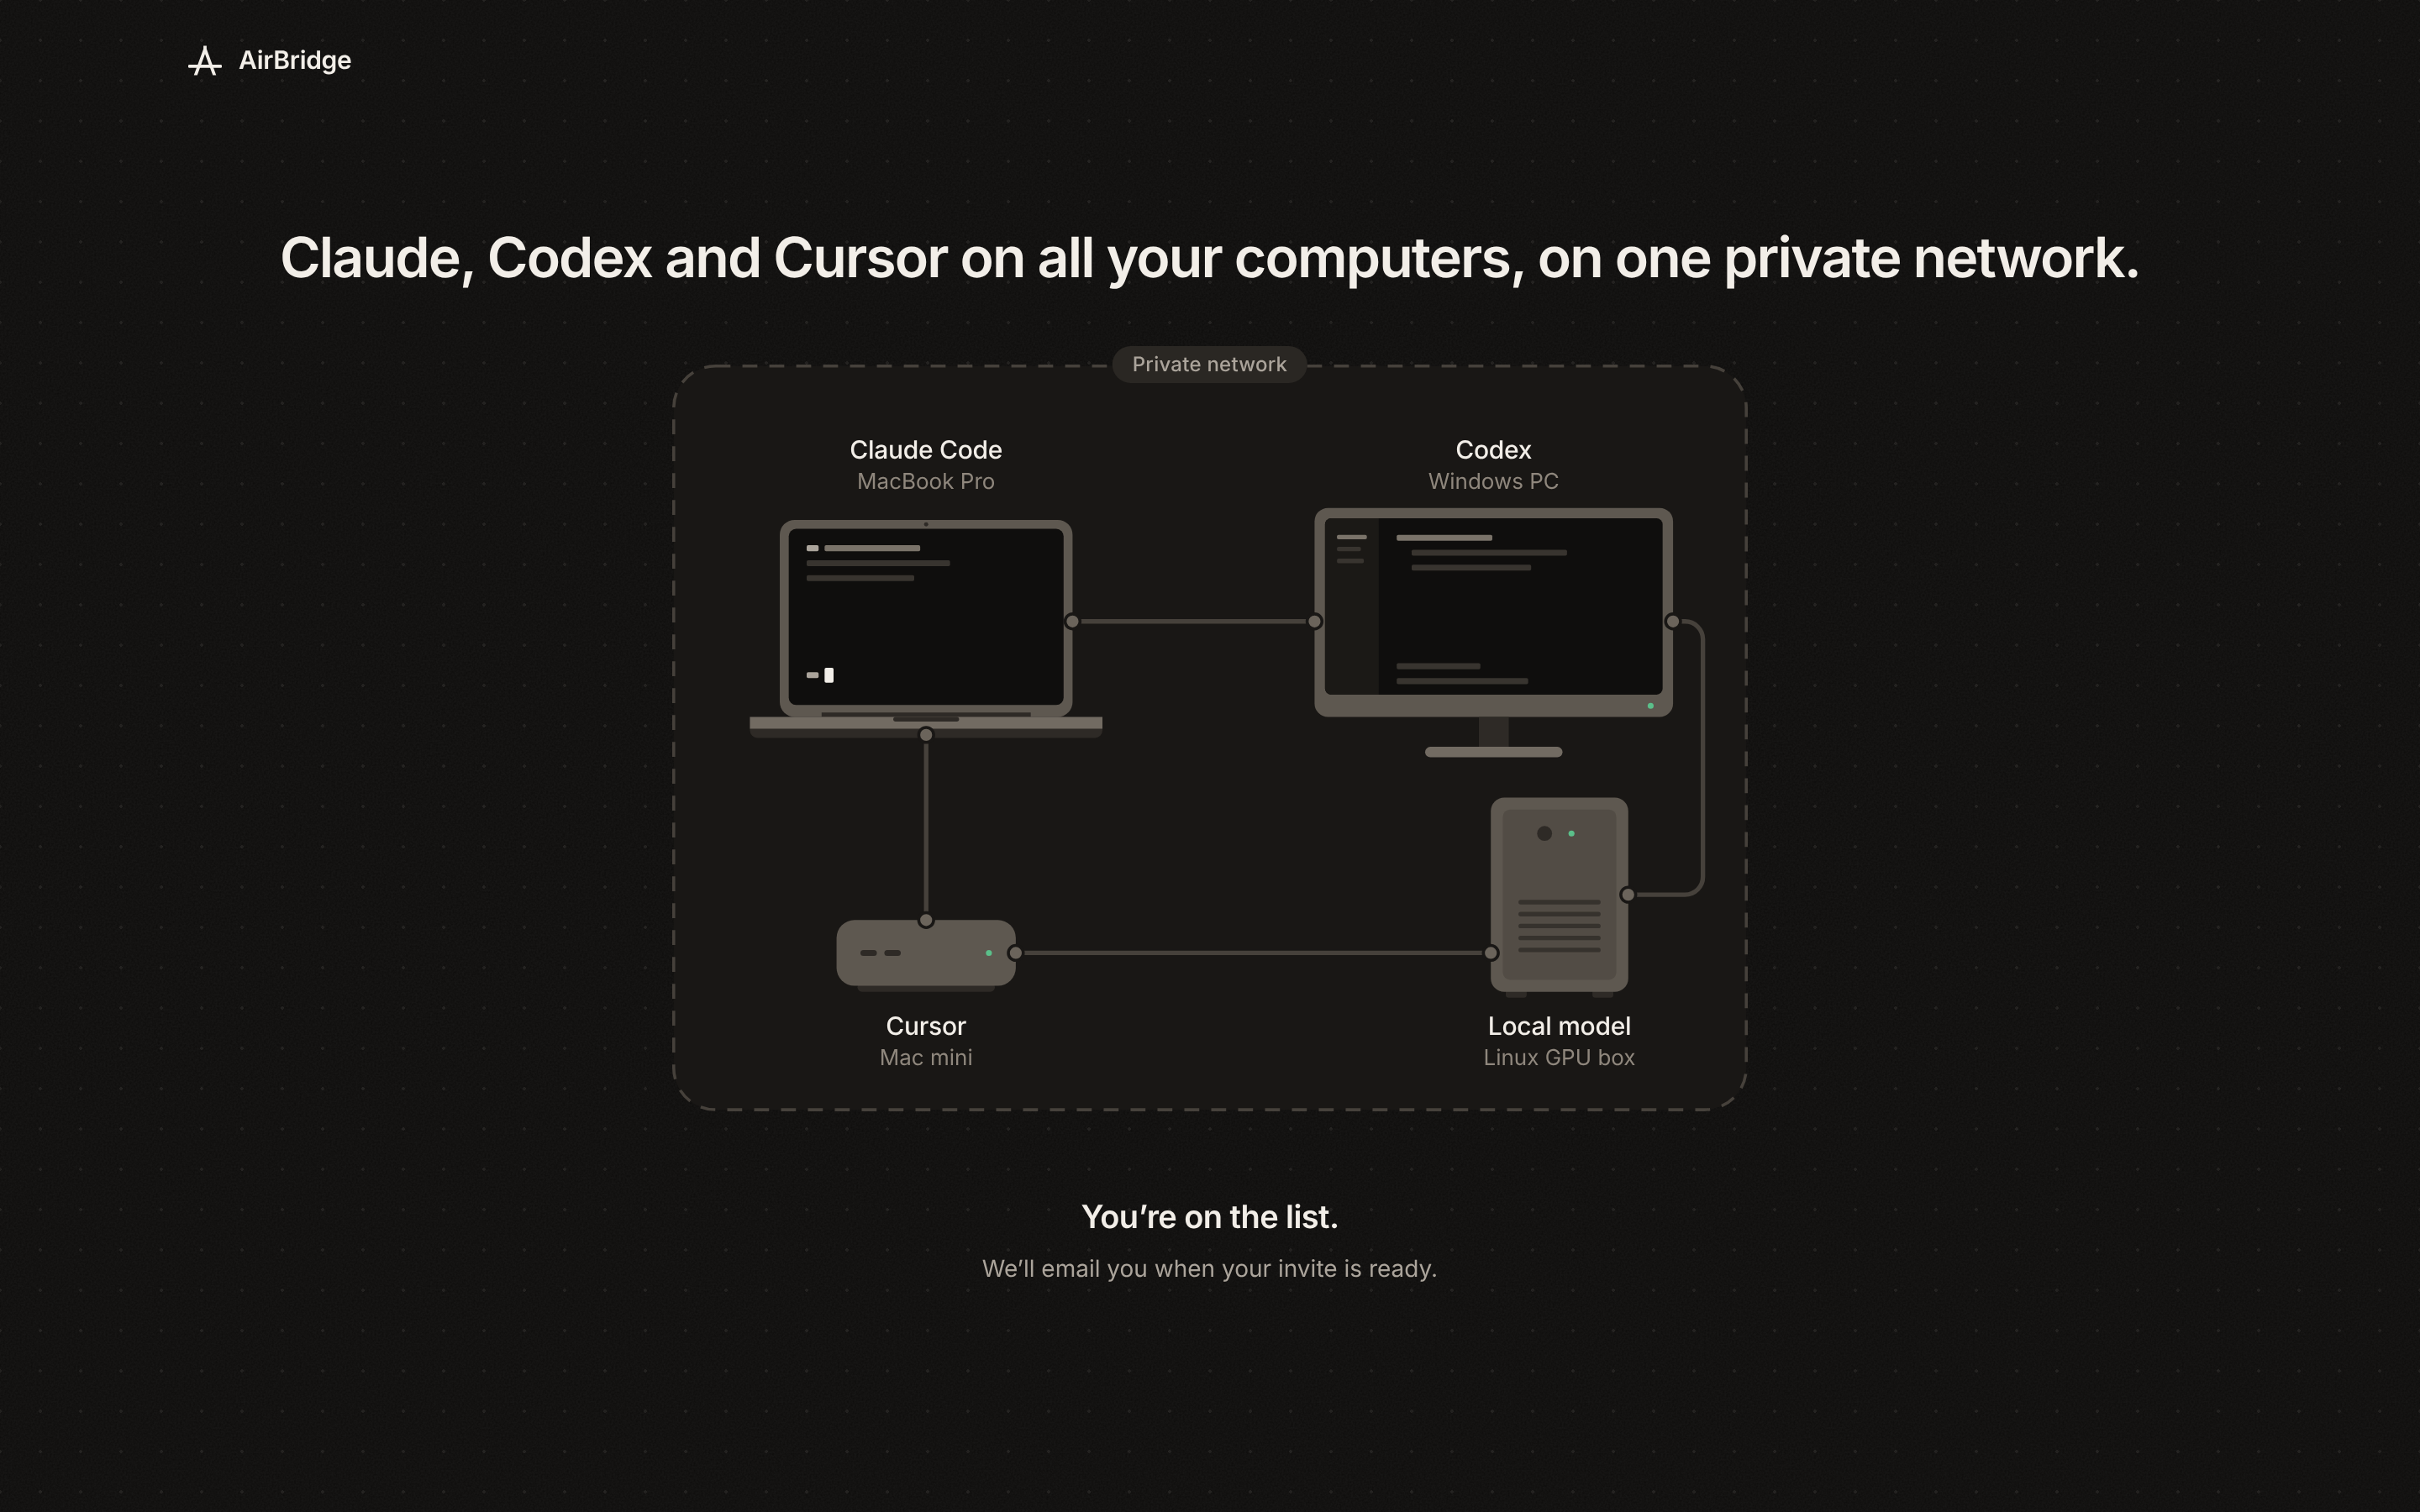 AirBridge
Claude, Codex and Cursor on all your computers, on one private network.
Private network
Claude Code
MacBook Pro
Codex
Windows PC
Cursor
Mac mini
Local model
Linux GPU box
You’re on the list.
We’ll email you when your invite is ready.